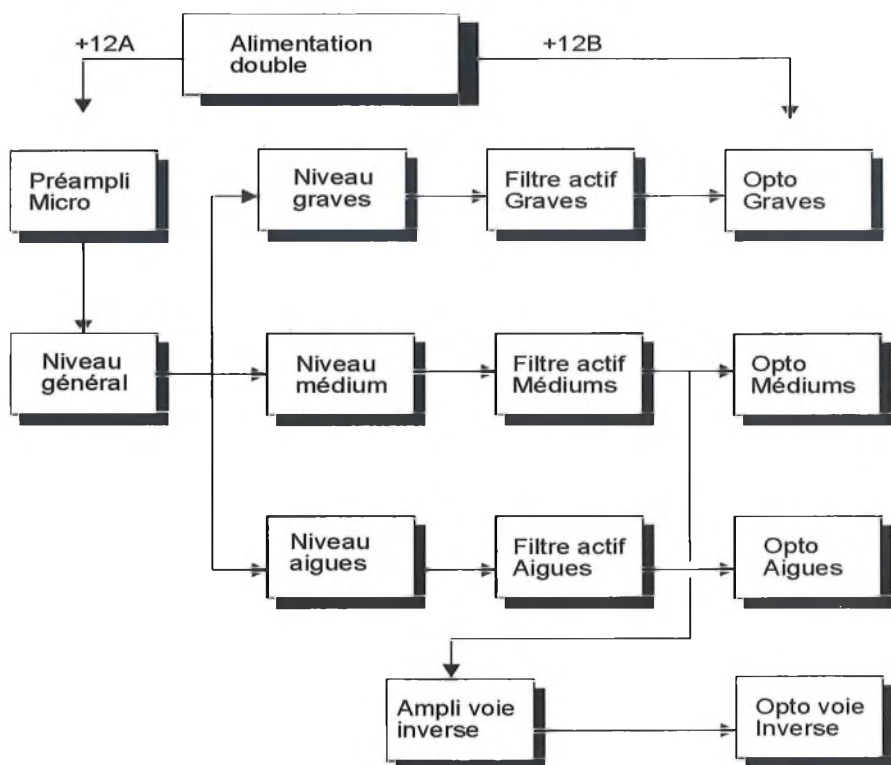 +12A
Alimentation
double
+12B
Préampli
Micro
Niveau
graves
Filtre actif
Graves
Opto
Graves
Niveau
général
Niveau
médium
Filtre actif
Médiums
Opto
Médiums
Niveau
aigues
Filtre actif
Aigues
Opto
Aigues
Ampli voie
inverse
Opto voie
Inverse